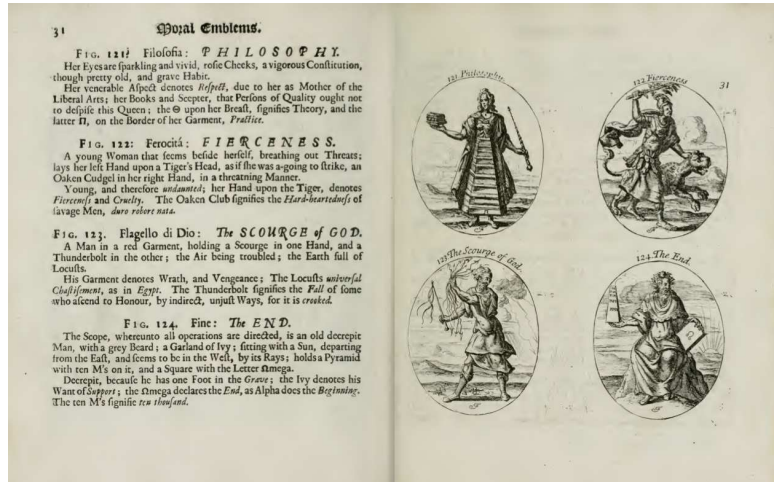 31 Moral Emblems.
FIG. 121: Filoſofia: PHILOSOPHY.
Her Eyes are ſparkling and vivid, roſie Cheeks, a vigorous Conſtitution,
though pretty old, and grave Habit.
Her venerable Aſpect denotes Reſpect, due to her as Mother of the
Liberal Arts; her Books and Scepter, that Perſons of Quality ought not
to deſpiſe this Queen; the Θ upon her Breaſt, ſignifies Theory, and the
latter Π, on the Border of her Garment, Practice.
FIG. 122: Ferocitá: FIERCENESS.
A young Woman that ſeems beſide herſelf, breathing out Threats;
lays her left Hand upon a Tiger's Head, as if ſhe was a-going to ſtrike, an
Oaken Cudgel in her right Hand, in a threatning Manner.
Young, and therefore undaunted; her Hand upon the Tiger, denotes
Fierceneſs and Cruelty. The Oaken Club ſignifies the Hard-heartedneſs of
ſavage Men, duro robore nata.
FIG. 123. Flagello di Dio: The SCOURGE of GOD.
A Man in a red Garment, holding a Scourge in one Hand, and a
Thunderbolt in the other; the Air being troubled; the Earth full of
Locuſts.
His Garment denotes Wrath, and Vengeance; The Locuſts univerſal
Chaſtiſement, as in Egypt. The Thunderbolt ſignifies the Fall of ſome
who aſcend to Honour, by indirect, unjuſt Ways, for it is crooked.
FIG. 124. Fine: The END.
The Scope, whereunto all operations are directed, is an old decrepit
Man, with a grey Beard; a Garland of Ivy; ſitting with a Sun, departing
from the Eaſt, and ſeems to be in the Weſt, by its Rays; holds a Pyramid
with ten M's on it, and a Square with the Letter Ωmega.
Decrepit, becauſe he has one Foot in the Grave; the Ivy denotes his
Want of Support; the Ωmega declares the End, as Alpha does the Beginning.
The ten M's ſignifie ten thouſand.
31
121 Philosophy.
122 Fierceness
123 The Scourge of God.
124. The End.